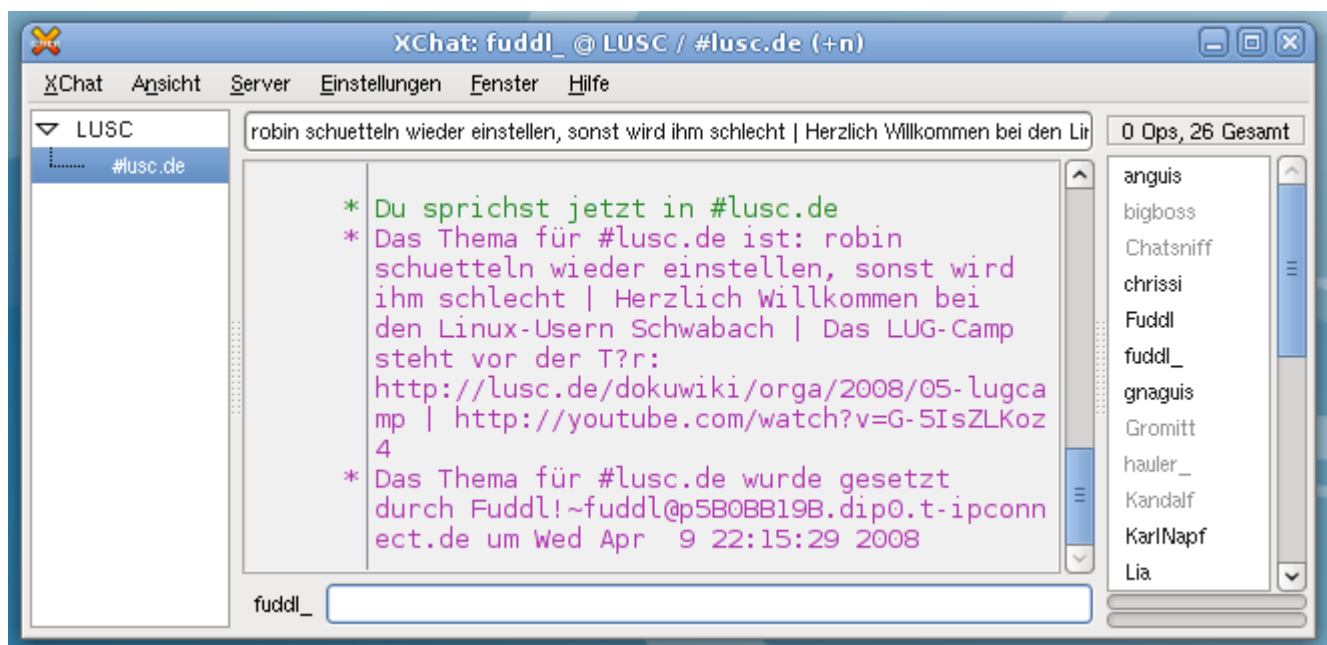 XChat: fuddl_ @ LUSC / #lusc.de (+n)
XChat Ansicht Server Einstellungen Fenster Hilfe
LUSC
#lusc.de
robin schuetteln wieder einstellen, sonst wird ihm schlecht | Herzlich Willkommen bei den Lin
0 Ops, 26 Gesamt
* Du sprichst jetzt in #lusc.de
* Das Thema für #lusc.de ist: robin
schuetteln wieder einstellen, sonst wird
ihm schlecht | Herzlich Willkommen bei
den Linux-Usern Schwabach | Das LUG-Camp
steht vor der T?r:
http://lusc.de/dokuwiki/orga/2008/05-lugca
mp | http://youtube.com/watch?v=G-5IsZLKoz
4
* Das Thema für #lusc.de wurde gesetzt
durch Fuddl!~fuddl@p5B0BB19B.dip0.t-ipconn
ect.de um Wed Apr  9 22:15:29 2008
anguis
bigboss
Chatsniff
chrissi
Fuddl
fuddl_
gnaguis
Gromitt
hauler_
Kandalf
KarlNapf
Lia
fuddl_